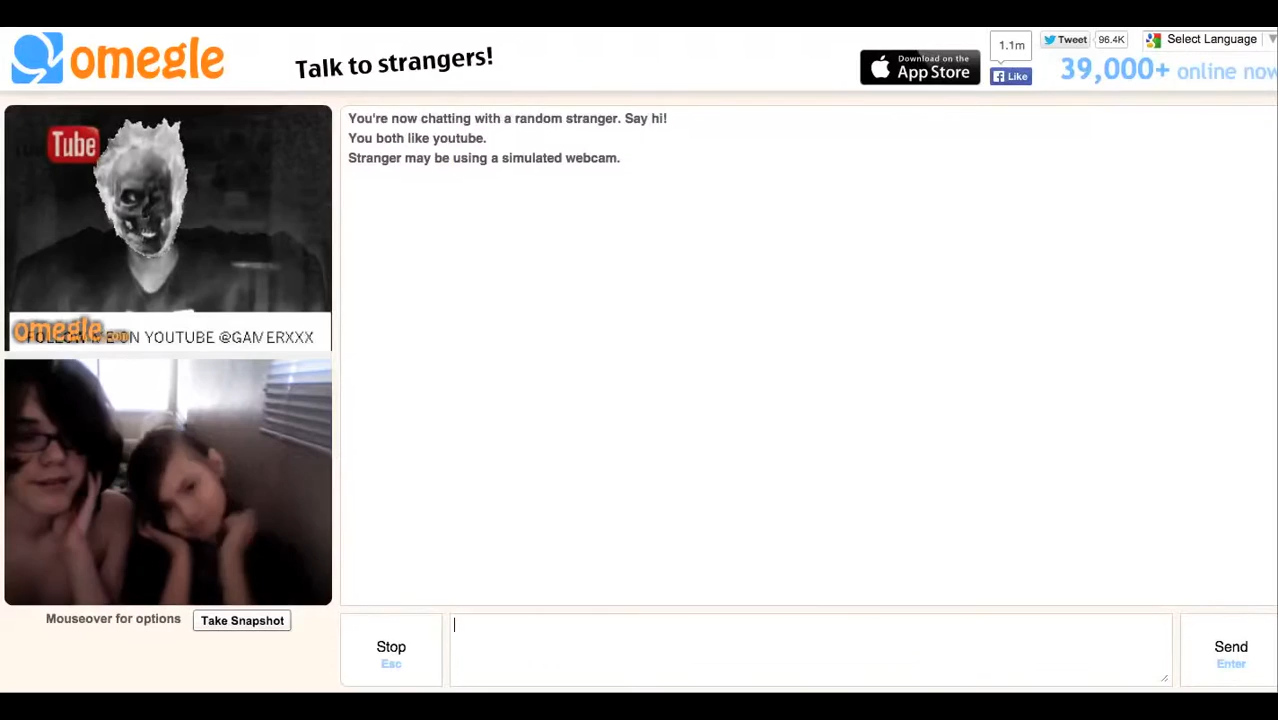 omegle
Talk to strangers!
Download on the
App Store
1.1m
Like
Tweet
96.4K
Select Language
39,000+ online now
Tube
omegle
ON YOUTUBE @GAMERXXX
You're now chatting with a random stranger. Say hi!
You both like youtube.
Stranger may be using a simulated webcam.
Mouseover for options
Take Snapshot
Stop
Esc
Send
Enter